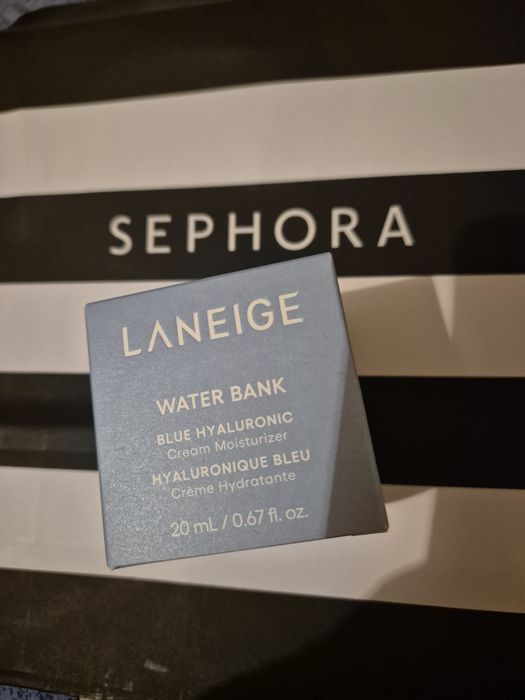 SEPHORA
LANEIGE
WATER BANK
BLUE HYALURONIC
Cream Moisturizer
HYALURONIQUE BLEU
Crème Hydratante
20 mL / 0.67 fl. oz.